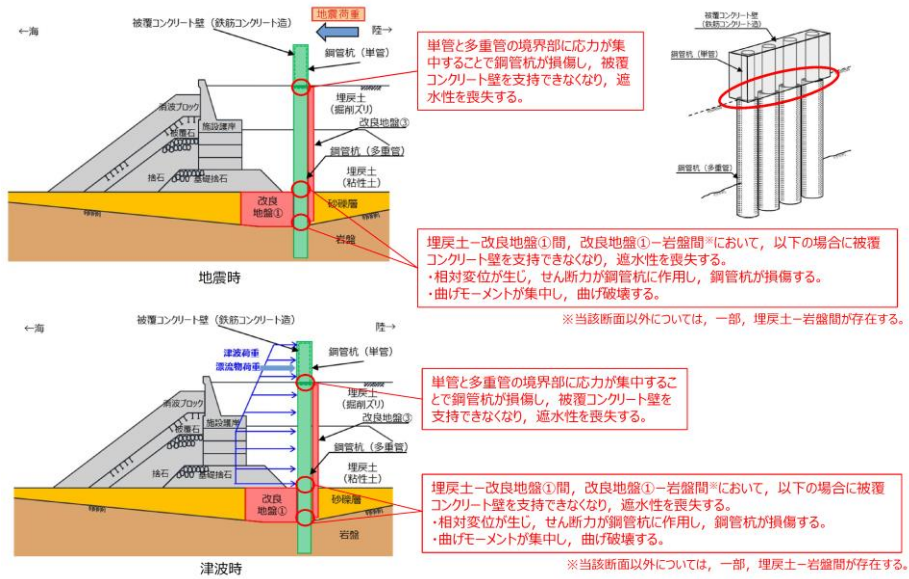 被覆コンクリート壁（鉄筋コンクリート造）
地震荷重
←海
陸→
鋼管杭（単管）
埋戻土
（掘削ズリ）
改良地盤③
鋼管杭（多重管）
埋戻土
（粘性土）
消波ブロック
被覆石
施設護岸
捨石
基礎捨石
改良
地盤①
砂礫層
岩盤
地震時
単管と多重管の境界部に応力が集
中することで鋼管杭が損傷し，被覆
コンクリート壁を支持できなくなり，遮
水性を喪失する。
被覆コンクリート壁
（鉄筋コンクリート造）
鋼管杭（単管）
鋼管杭（多重管）
埋戻土－改良地盤①間，改良地盤①－岩盤間※において，以下の場合に被覆
コンクリート壁を支持できなくなり，遮水性を喪失する。
・相対変位が生じ，せん断力が鋼管杭に作用し，鋼管杭が損傷する。
・曲げモーメントが集中し，曲げ破壊する。
※当該断面以外については，一部，埋戻土－岩盤間が存在する。
被覆コンクリート壁（鉄筋コンクリート造）
←海
陸→
津波荷重
漂流物荷重
鋼管杭（単管）
埋戻土
（掘削ズリ）
改良地盤③
鋼管杭（多重管）
埋戻土
（粘性土）
消波ブロック
被覆石
施設護岸
捨石
基礎捨石
改良
地盤①
砂礫層
岩盤
津波時
単管と多重管の境界部に応力が集中するこ
とで鋼管杭が損傷し，被覆コンクリート壁を
支持できなくなり，遮水性を喪失する。
埋戻土－改良地盤①間，改良地盤①－岩盤間※において，以下の場合に被覆
コンクリート壁を支持できなくなり，遮水性を喪失する。
・相対変位が生じ，せん断力が鋼管杭に作用し，鋼管杭が損傷する。
・曲げモーメントが集中し，曲げ破壊する。
※当該断面以外については，一部，埋戻土－岩盤間が存在する。